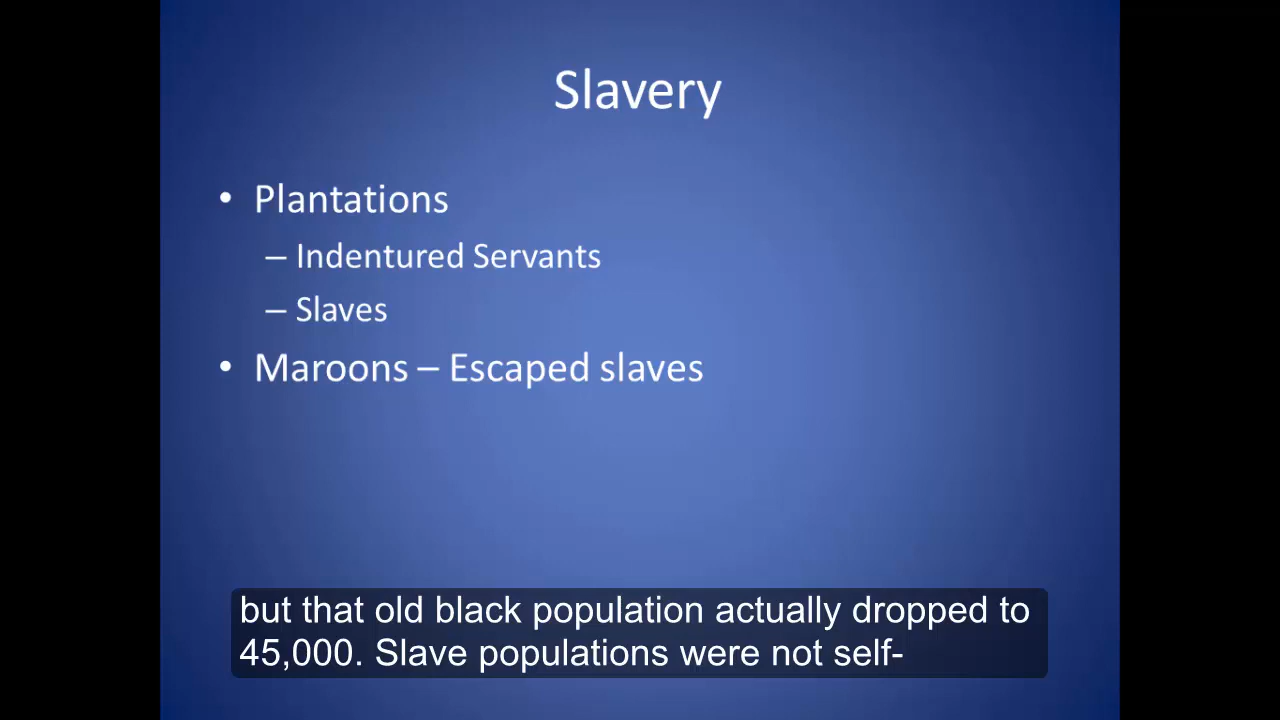 Slavery
• Plantations
– Indentured Servants
– Slaves
• Maroons – Escaped slaves
but that old black population actually dropped to
45,000. Slave populations were not self-